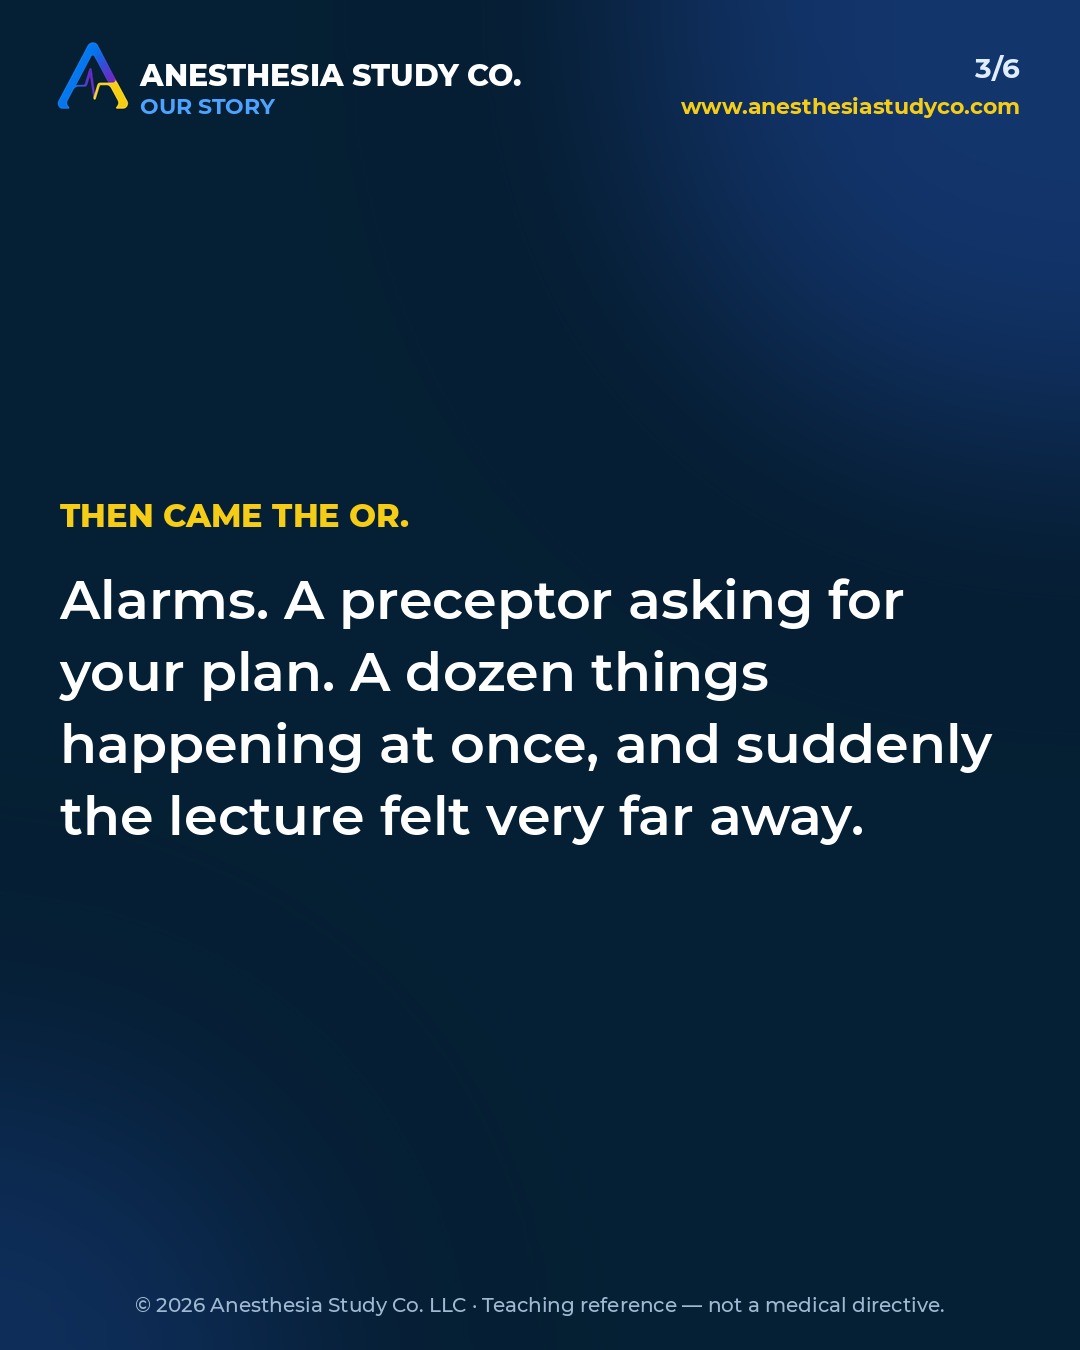 ANESTHESIA STUDY CO.
OUR STORY
3/6
www.anesthesiastudyco.com
THEN CAME THE OR.
Alarms. A preceptor asking for
your plan. A dozen things
happening at once, and suddenly
the lecture felt very far away.
© 2026 Anesthesia Study Co. LLC · Teaching reference — not a medical directive.